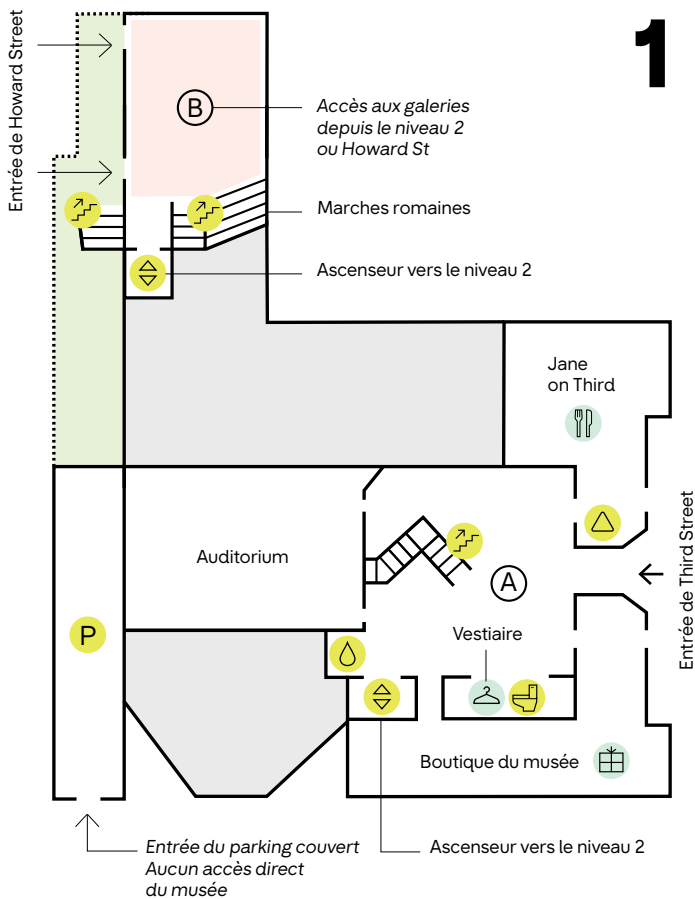 1
Entrée de Howard Street
B
Accès aux galeries
depuis le niveau 2
ou Howard St
Marches romaines
Ascenseur vers le niveau 2
Jane
on Third
Auditorium
A
Entrée de Third Street
P
Vestiaire
Boutique du musée
Entrée du parking couvert
Aucun accès direct
du musée
Ascenseur vers le niveau 2